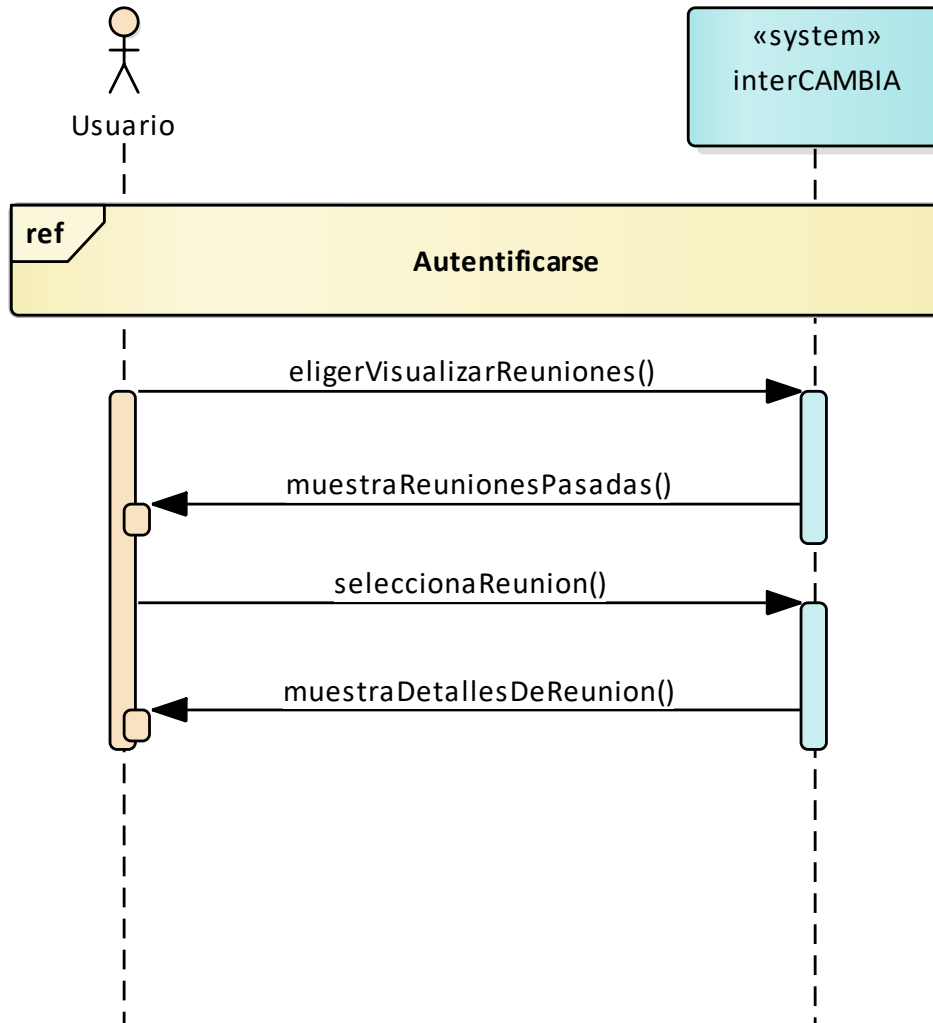 «system»
interCAMBIA
Usuario
ref
Autentificarse
eligerVisualizarReuniones()
muestraReunionesPasadas()
seleccionaReunion()
muestraDetallesDeReunion()